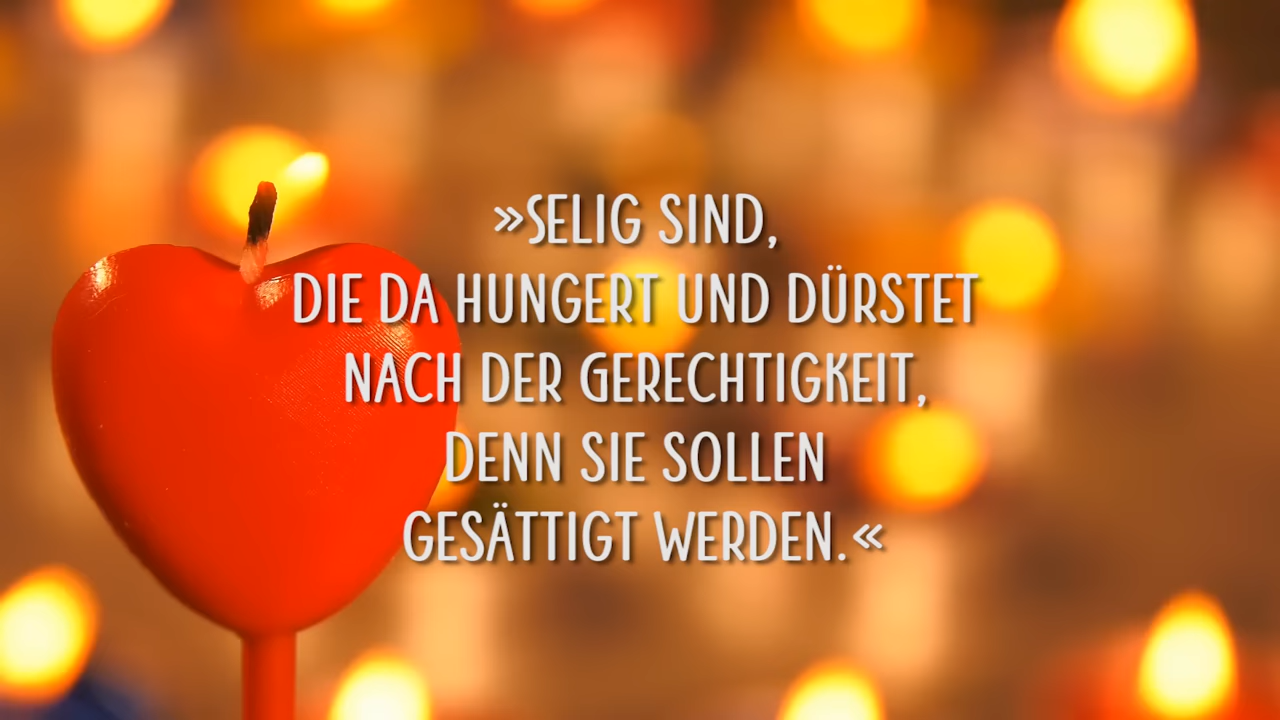 »SELIG SIND,
DIE DA HUNGERT UND DÜRSTET
NACH DER GERECHTIGKEIT,
DENN SIE SOLLEN
GESÄTTIGT WERDEN.«